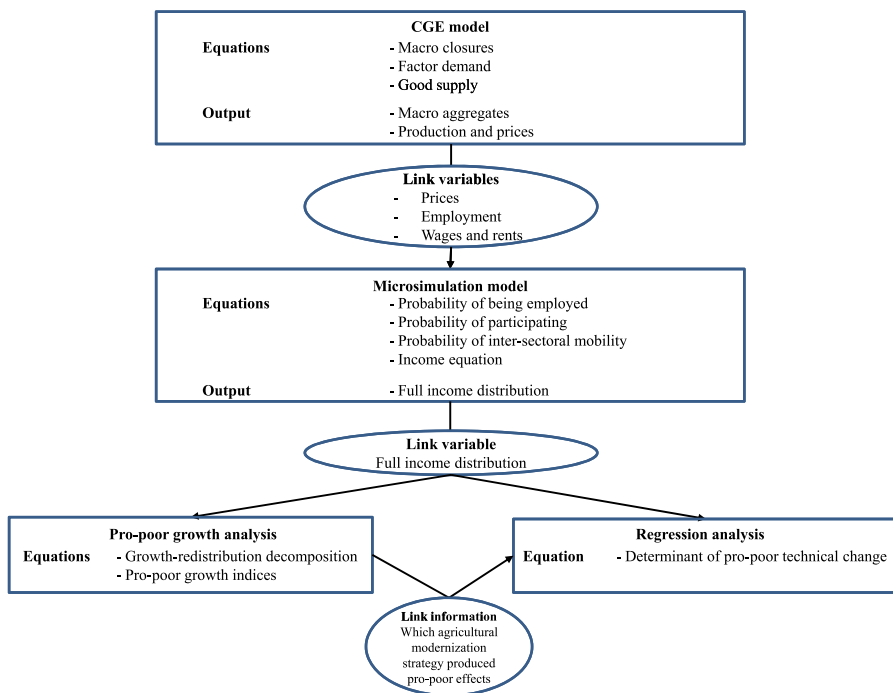 CGE model
Equations - Macro closures
- Factor demand
- Good supply
Output - Macro aggregates
- Production and prices
Link variables
- Prices
- Employment
- Wages and rents
Microsimulation model
Equations - Probability of being employed
- Probability of participating
- Probability of inter-sectoral mobility
- Income equation
Output - Full income distribution
Link variable
Full income distribution
Pro-poor growth analysis
Equations - Growth-redistribution decomposition
- Pro-poor growth indices
Regression analysis
Equation - Determinant of pro-poor technical change
Link information
Which agricultural
modernization
strategy produced
pro-poor effects